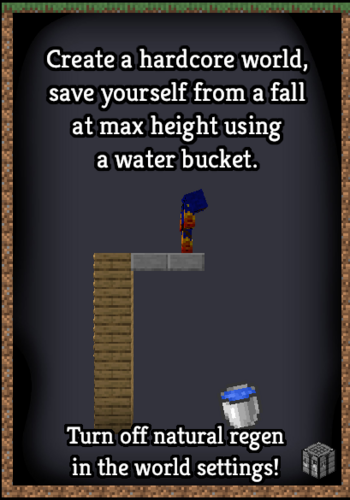 Create a hardcore world,
save yourself from a fall
at max height using
a water bucket.
Turn off natural regen
in the world settings!